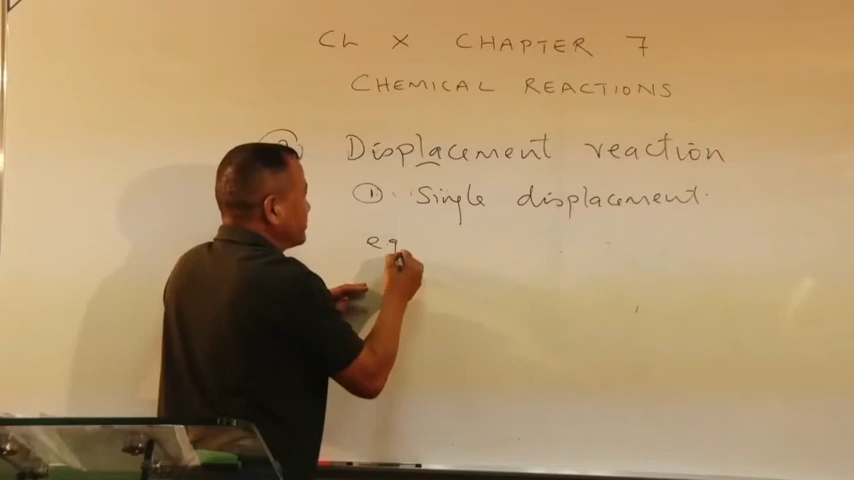 CL X CHAPTER 7
CHEMICAL REACTIONS
Displacement reaction
① Single displacement.
eg